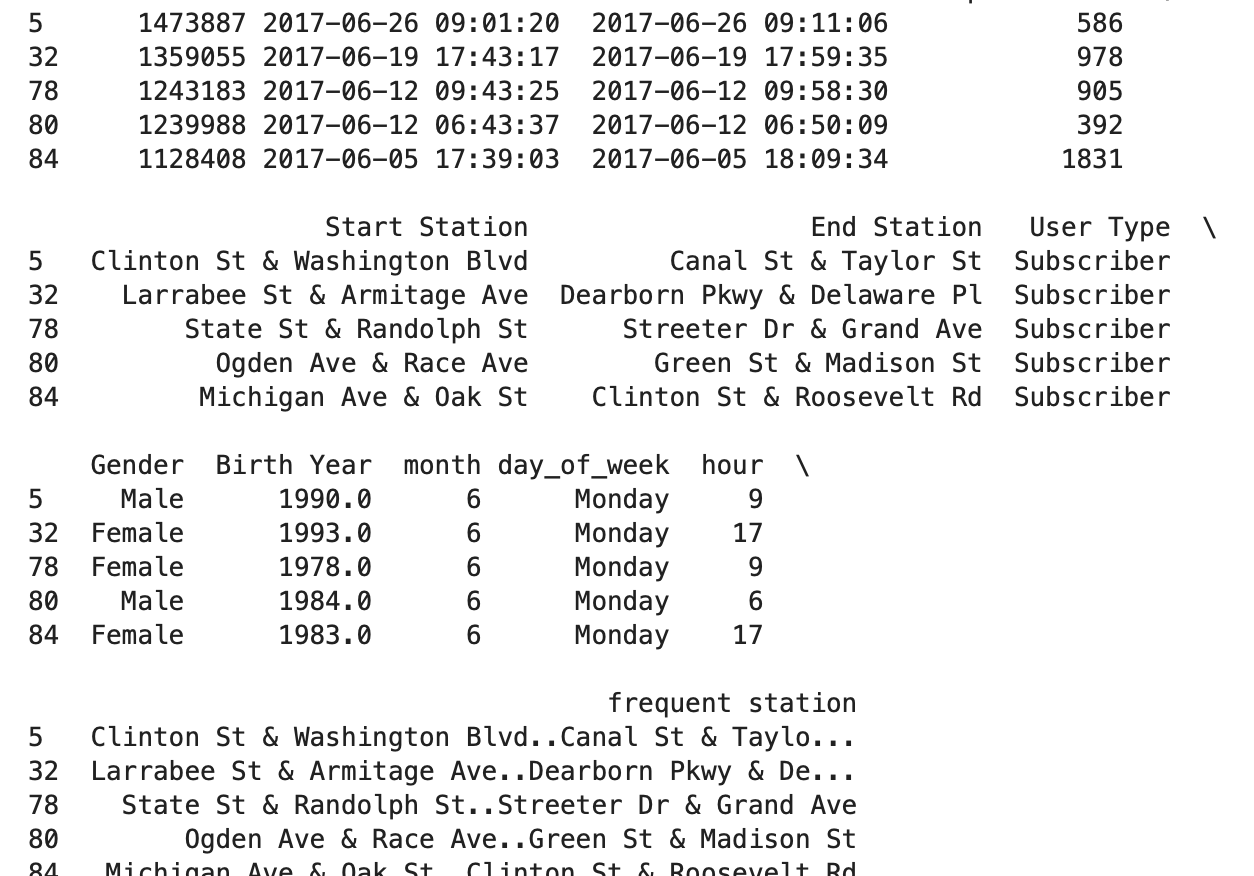 5 1473887 2017-06-26 09:01:20 2017-06-26 09:11:06 586
32 1359055 2017-06-19 17:43:17 2017-06-19 17:59:35 978
78 1243183 2017-06-12 09:43:25 2017-06-12 09:58:30 905
80 1239988 2017-06-12 06:43:37 2017-06-12 06:50:09 392
84 1128408 2017-06-05 17:39:03 2017-06-05 18:09:34 1831
Start Station End Station User Type \
5 Clinton St & Washington Blvd Canal St & Taylor St Subscriber
32 Larrabee St & Armitage Ave Dearborn Pkwy & Delaware Pl Subscriber
78 State St & Randolph St Streeter Dr & Grand Ave Subscriber
80 Ogden Ave & Race Ave Green St & Madison St Subscriber
84 Michigan Ave & Oak St Clinton St & Roosevelt Rd Subscriber
Gender Birth Year month day_of_week hour \
5 Male 1990.0 6 Monday 9
32 Female 1993.0 6 Monday 17
78 Female 1978.0 6 Monday 9
80 Male 1984.0 6 Monday 6
84 Female 1983.0 6 Monday 17
frequent station
5 Clinton St & Washington Blvd..Canal St & Taylo...
32 Larrabee St & Armitage Ave..Dearborn Pkwy & De...
78 State St & Randolph St..Streeter Dr & Grand Ave
80 Ogden Ave & Race Ave..Green St & Madison St
84 Michigan Ave & Oak St..Clinton St & Roosevelt Rd